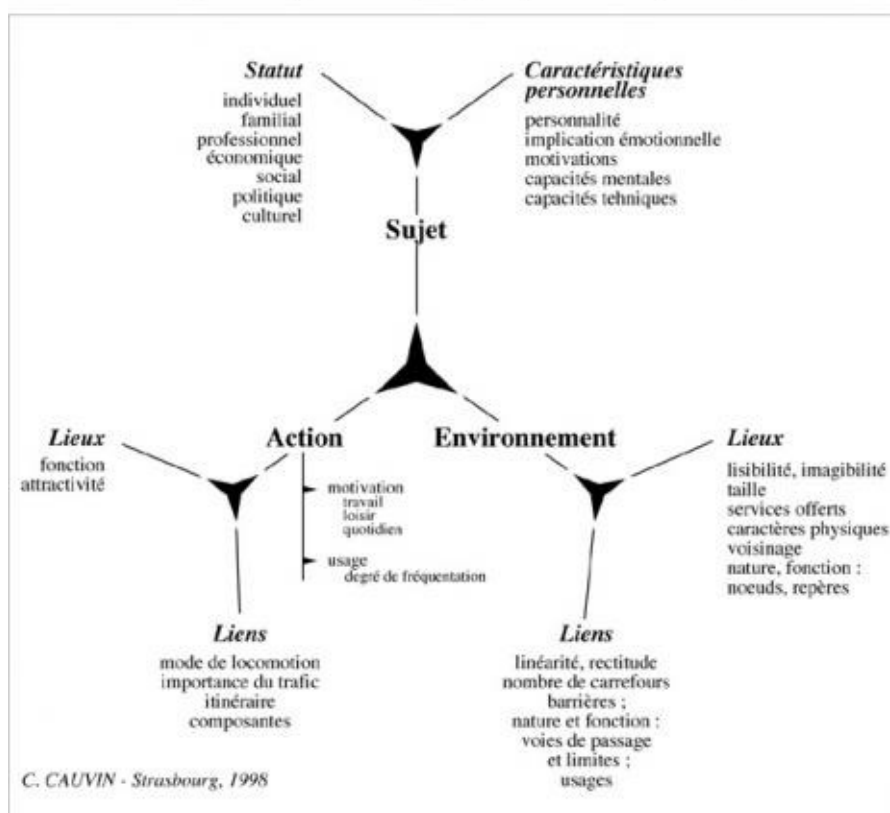 Statut
individuel
familial
professionnel
économique
social
politique
culturel
Caractéristiques
personnelles
personnalité
implication émotionnelle
motivations
capacités mentales
capacités tehniques
Sujet
Action
Environnement
Lieux
fonction
attractivité
motivation
travail
loisir
quotidien
usage
degré de fréquentation
Lieux
lisibilité, imagibilité
taille
services offerts
caractères physiques
voisinage
nature, fonction :
noeuds, repères
Liens
mode de locomotion
importance du trafic
itinéraire
composantes
Liens
linéarité, rectitude
nombre de carrefours
barrières ;
nature et fonction :
voies de passage
et limites ;
usages
C. CAUVIN - Strasbourg, 1998